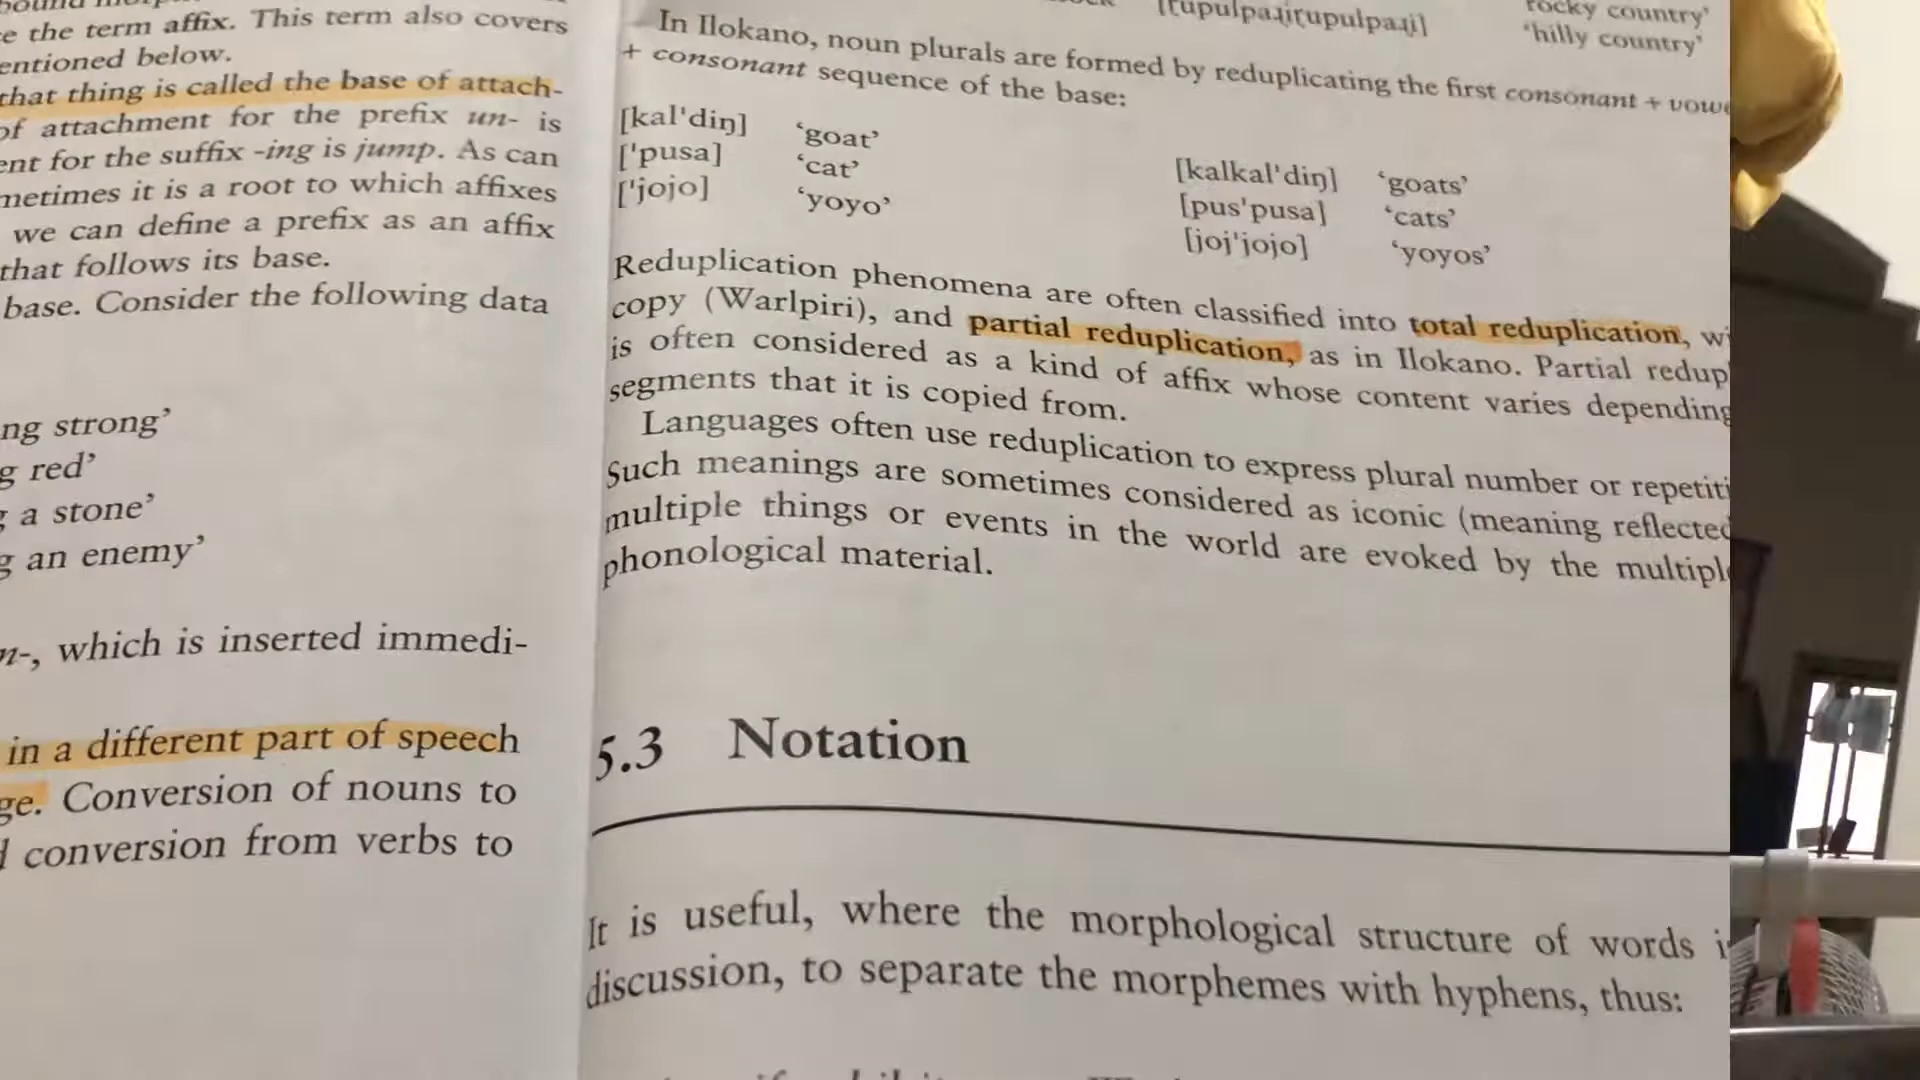 e the term affix. This term also covers
entioned below.
that thing is called the base of attach-
of attachment for the prefix un- is
ent for the suffix -ing is jump. As can
metimes it is a root to which affixes
we can define a prefix as an affix
that follows its base.
base. Consider the following data
ng strong’
g red’
g a stone’
g an enemy’
n-, which is inserted immedi-
in a different part of speech
ge. Conversion of nouns to
d conversion from verbs to
rocky country’
[ɽupulpaɻiɽupulpaɻi] ‘hilly country’
In Ilokano, noun plurals are formed by reduplicating the first consonant + vowe
+ consonant sequence of the base:
[kal'diŋ] ‘goat’ [kalkal'diŋ] ‘goats’
['pusa] ‘cat’ [pus'pusa] ‘cats’
['jojo] ‘yoyo’ [joj'jojo] ‘yoyos’
Reduplication phenomena are often classified into total reduplication, wi
copy (Warlpiri), and partial reduplication, as in Ilokano. Partial redupl
is often considered as a kind of affix whose content varies depending
segments that it is copied from.
Languages often use reduplication to express plural number or repetiti
Such meanings are sometimes considered as iconic (meaning reflected
multiple things or events in the world are evoked by the multiple
phonological material.
5.3 Notation
It is useful, where the morphological structure of words i
discussion, to separate the morphemes with hyphens, thus: